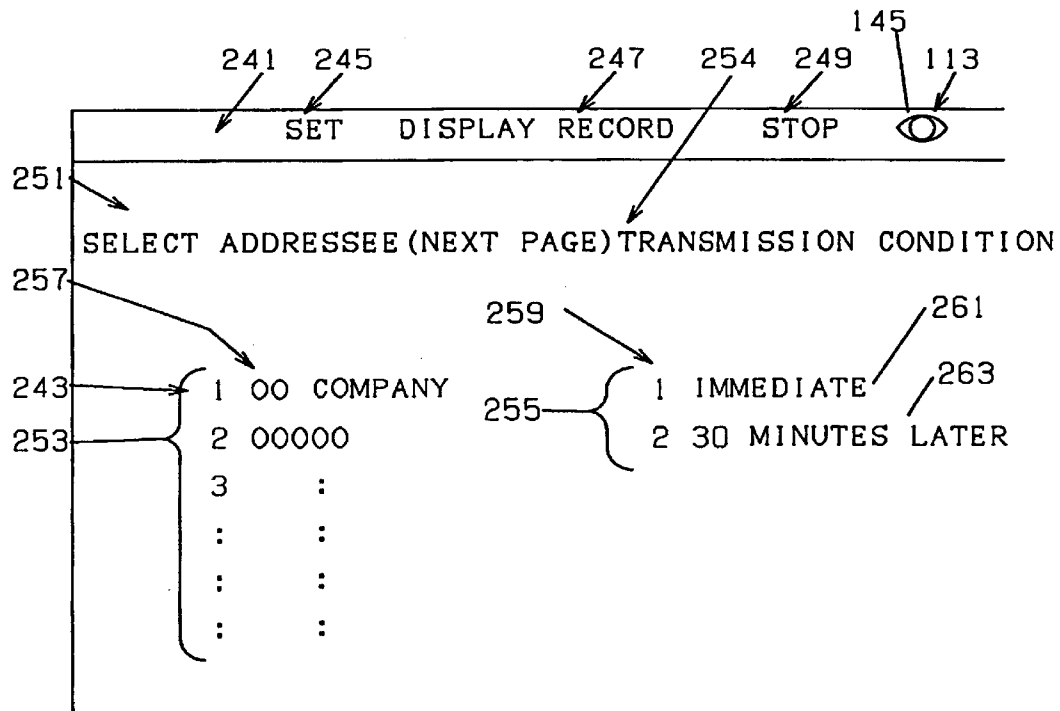 145
241 245 247 254 249 113
SET DISPLAY RECORD STOP
251
SELECT ADDRESSEE(NEXT PAGE)TRANSMISSION CONDITION
257
259 261
243 1 OO COMPANY 1 IMMEDIATE 263
255
253 2 OOOOO 2 30 MINUTES LATER
3 :
: :
: :
: :